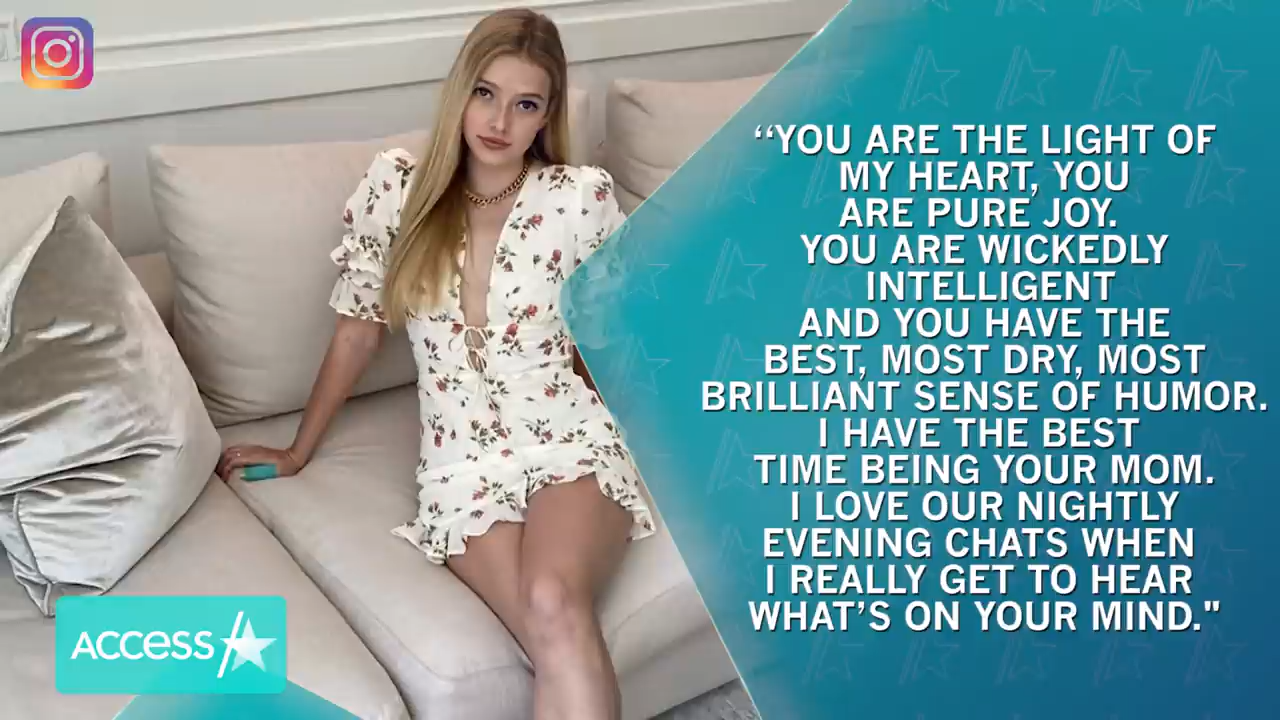 “YOU ARE THE LIGHT OF
MY HEART, YOU
ARE PURE JOY.
YOU ARE WICKEDLY
INTELLIGENT
AND YOU HAVE THE
BEST, MOST DRY, MOST
BRILLIANT SENSE OF HUMOR.
I HAVE THE BEST
TIME BEING YOUR MOM.
I LOVE OUR NIGHTLY
EVENING CHATS WHEN
I REALLY GET TO HEAR
WHAT’S ON YOUR MIND."
ACCESS